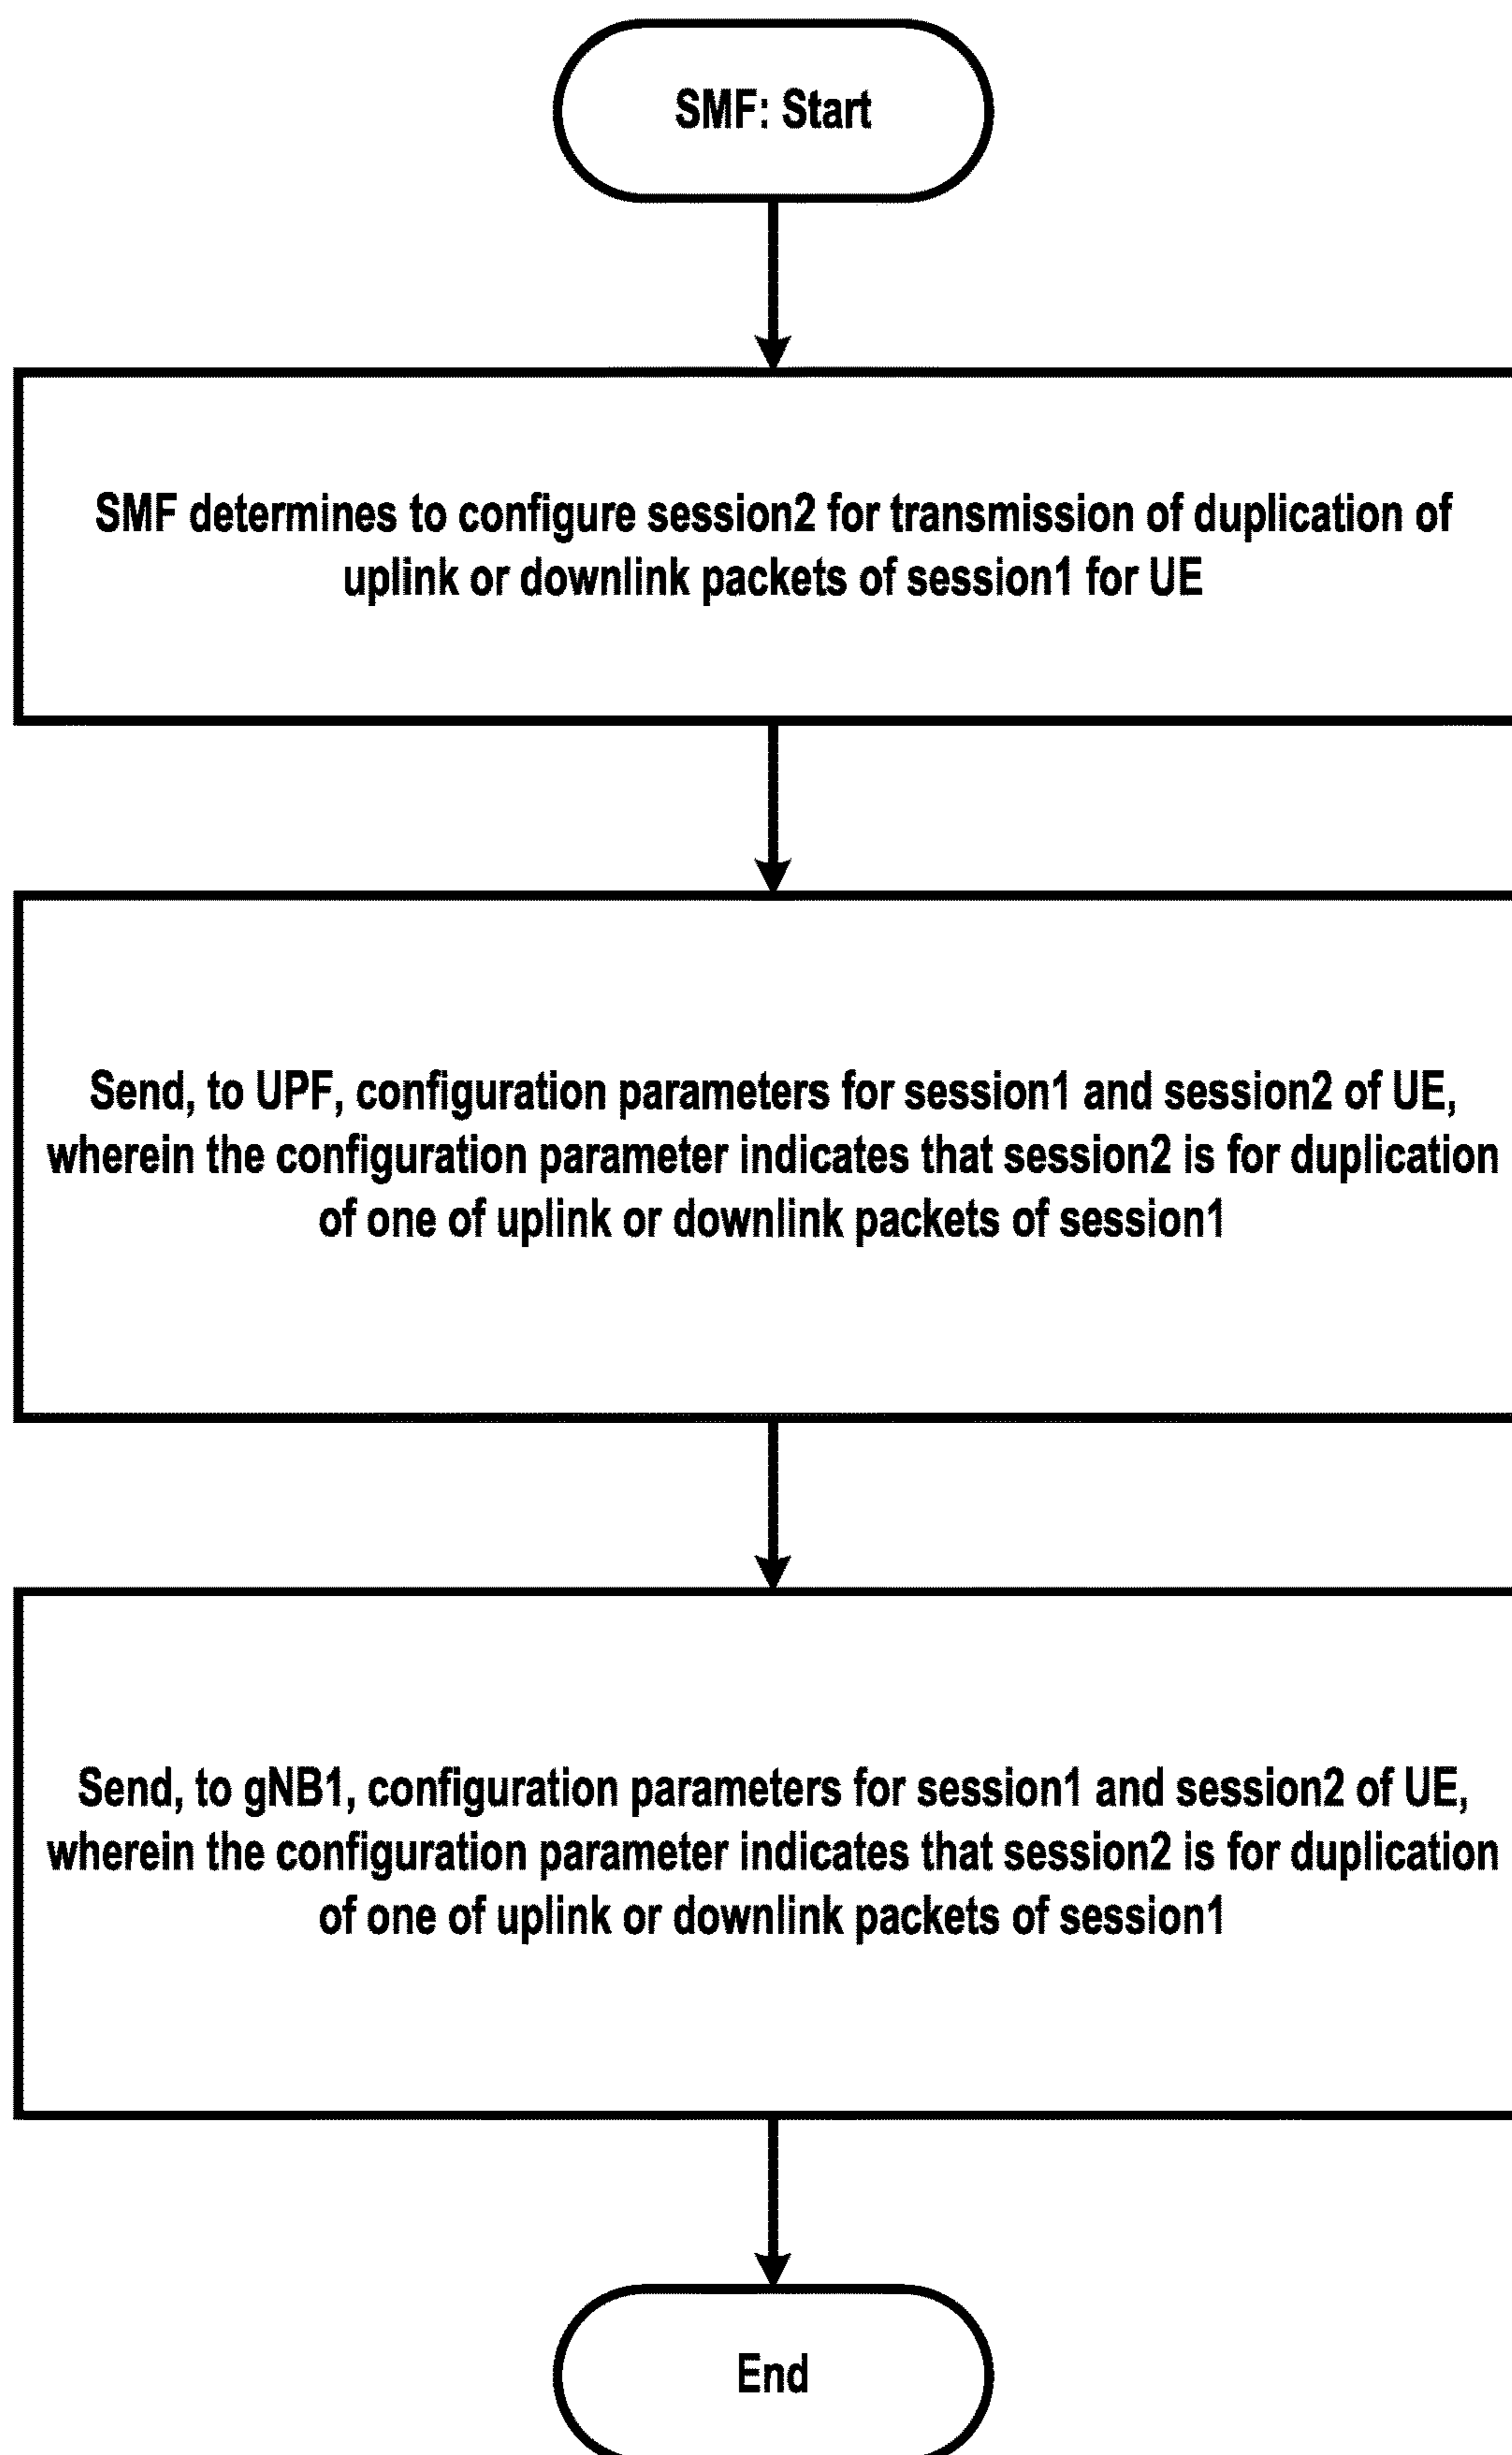 SMF: Start
SMF determines to configure session2 for transmission of duplication of
uplink or downlink packets of session1 for UE
Send, to UPF, configuration parameters for session1 and session2 of UE,
wherein the configuration parameter indicates that session2 is for duplication
of one of uplink or downlink packets of session1
Send, to gNB1, configuration parameters for session1 and session2 of UE,
wherein the configuration parameter indicates that session2 is for duplication
of one of uplink or downlink packets of session1
End